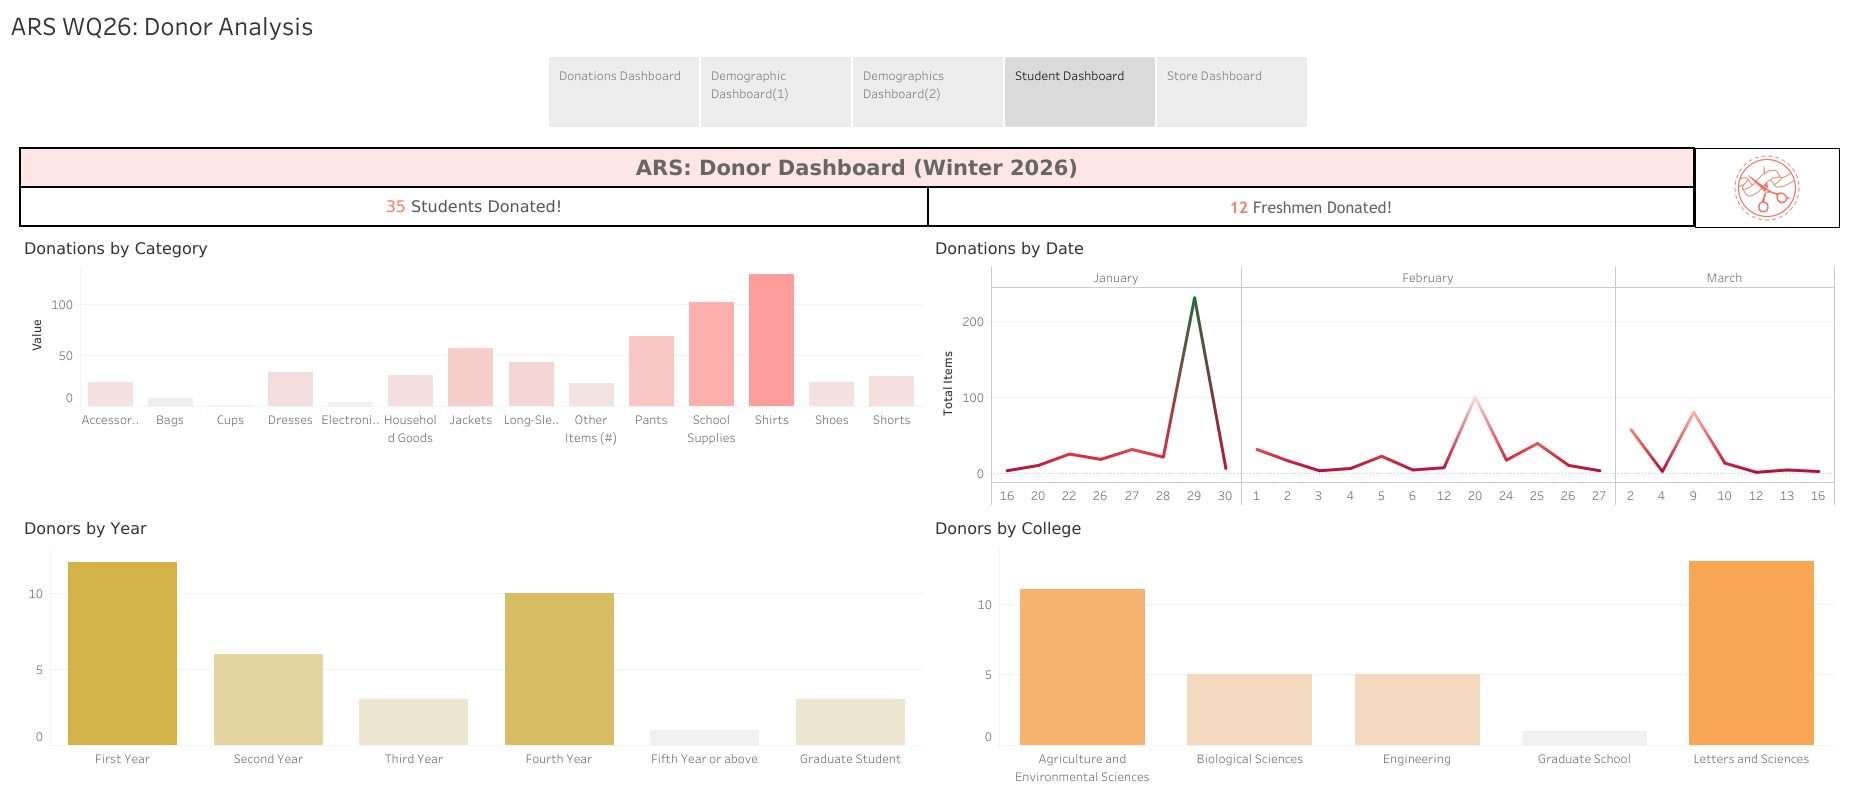 ARS WQ26: Donor Analysis
Donations Dashboard
Demographic
Dashboard(1)
Demographics
Dashboard(2)
Student Dashboard
Store Dashboard
ARS: Donor Dashboard (Winter 2026)
35 Students Donated!
12 Freshmen Donated!
Donations by Category
Value
100
50
0
Accessor..
Bags
Cups
Dresses
Electroni..
Househol
d Goods
Jackets
Long-Sle..
Other
Items (#)
Pants
School
Supplies
Shirts
Shoes
Shorts
Donations by Date
January
February
March
Total Items
200
100
0
16 20 22 26 27 28 29 30 1 2 3 4 5 6 12 20 24 25 26 27 2 4 9 10 12 13 16
Donors by Year
10
5
0
First Year
Second Year
Third Year
Fourth Year
Fifth Year or above
Graduate Student
Donors by College
10
5
0
Agriculture and
Environmental Sciences
Biological Sciences
Engineering
Graduate School
Letters and Sciences